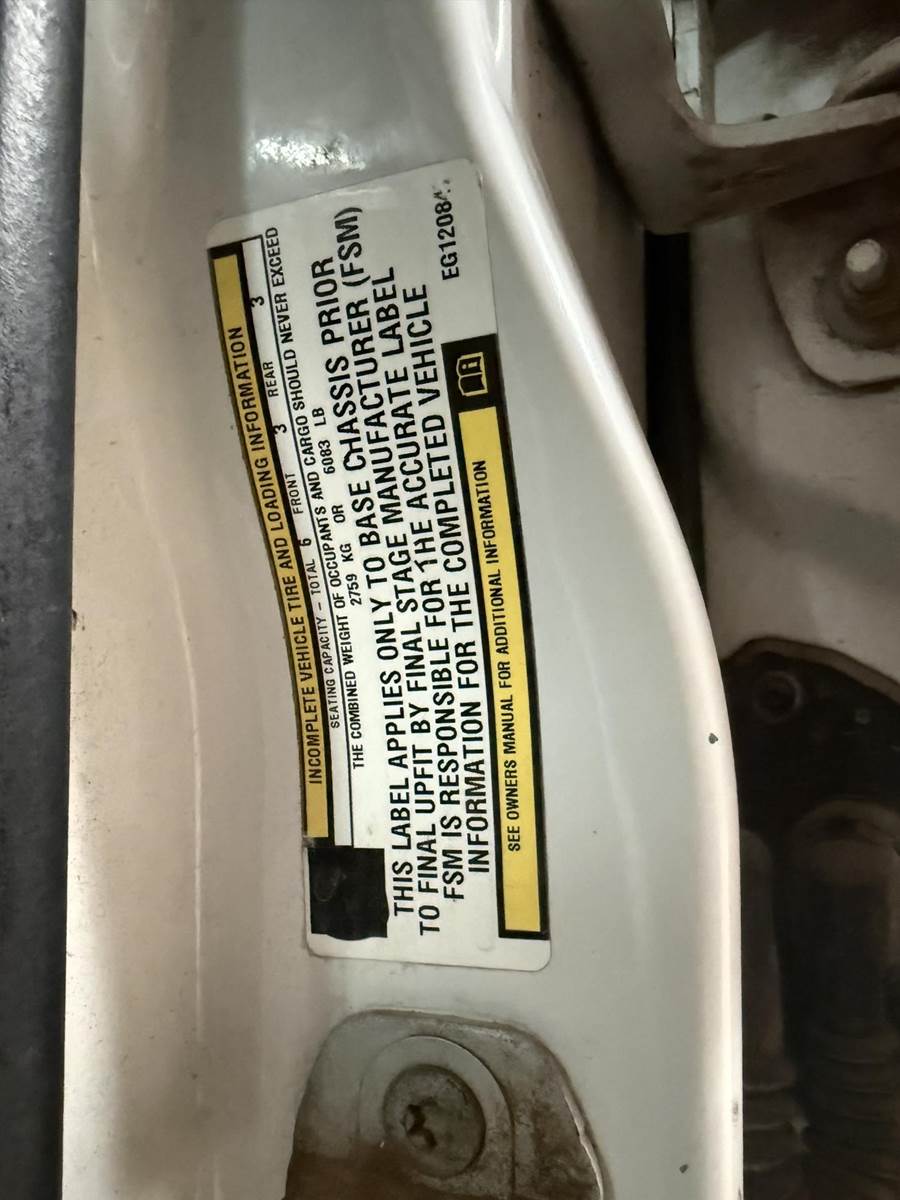 INCOMPLETE VEHICLE TIRE AND LOADING INFORMATION
SEATING CAPACITY - TOTAL 6 FRONT 3 REAR 3
THE COMBINED WEIGHT OF OCCUPANTS AND CARGO SHOULD NEVER EXCEED
2759 KG OR 6083 LB
THIS LABEL APPLIES ONLY TO BASE CHASSIS PRIOR
TO FINAL UPFIT BY FINAL STAGE MANUFACTURER (FSM)
FSM IS RESPONSIBLE FOR THE ACCURATE LABEL
INFORMATION FOR THE COMPLETED VEHICLE
SEE OWNERS MANUAL FOR ADDITIONAL INFORMATION